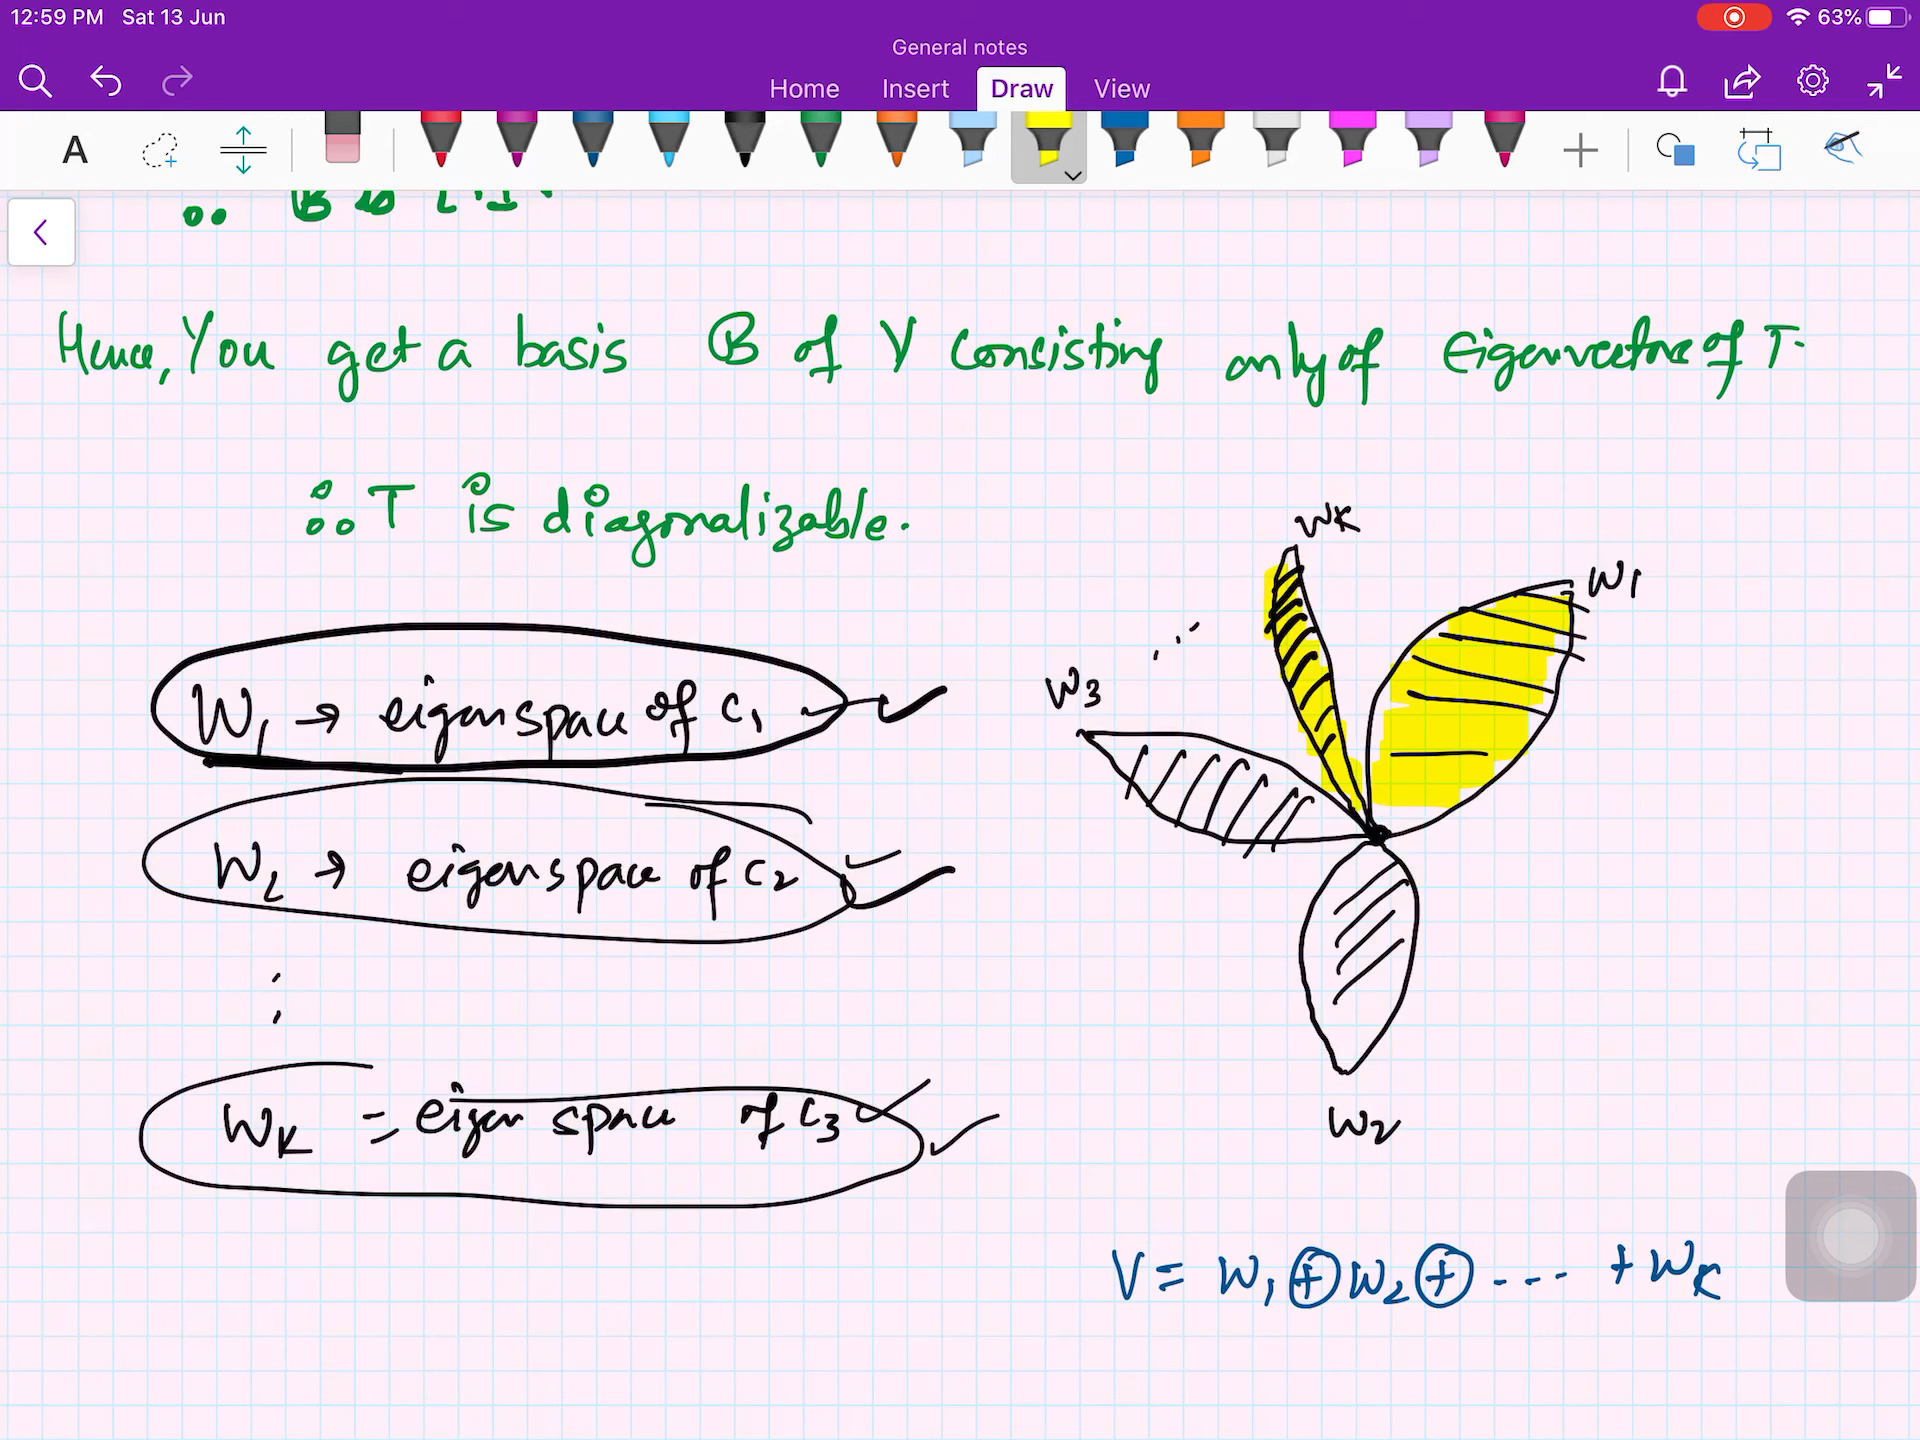 12:59 PM Sat 13 Jun
63%
General notes
Home Insert Draw View
A
∴ B is L.I.
Hence, You get a basis B of V consisting only of Eigenvectors of T.
∴ T is diagonalizable.
WK
W1
W3
W1 → eigenspace of C1
W2 → eigenspace of C2
⋮
WK = eigen space of C3
W2
V = W1 ⊕ W2 ⊕ ---- + WK